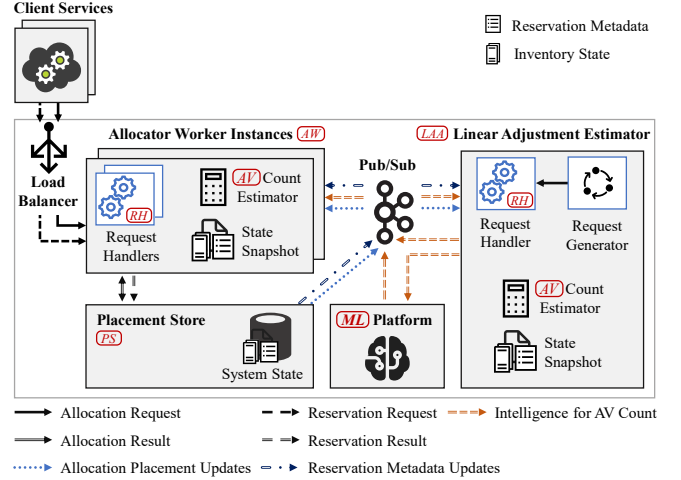 Client Services
Reservation Metadata
Inventory State
Allocator Worker Instances AW
LAA Linear Adjustment Estimator
Pub/Sub
Load
Balancer
RH
Request
Handlers
AV Count
Estimator
State
Snapshot
RH
Request
Handler
Request
Generator
AV Count
Estimator
State
Snapshot
Placement Store
PS
System State
ML Platform
Allocation Request
Reservation Request
Intelligence for AV Count
Allocation Result
Reservation Result
Allocation Placement Updates
Reservation Metadata Updates